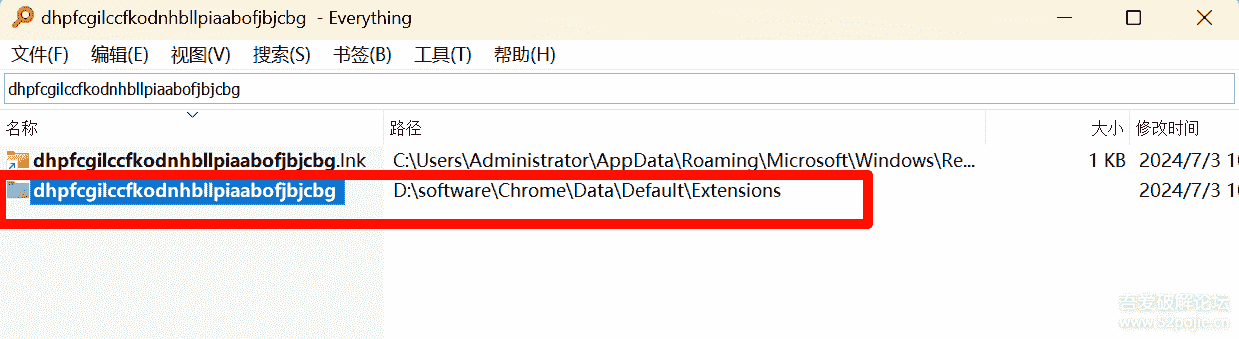 dhpfcgilccfkodnhbllpiaabofjbjcbg - Everything
文件(F) 编辑(E) 视图(V) 搜索(S) 书签(B) 工具(T) 帮助(H)
dhpfcgilccfkodnhbllpiaabofjbjcbg
名称 路径 大小 修改时间
dhpfcgilccfkodnhbllpiaabofjbjcbg.lnk C:\Users\Administrator\AppData\Roaming\Microsoft\Windows\Re... 1 KB 2024/7/3 10
dhpfcgilccfkodnhbllpiaabofjbjcbg D:\software\Chrome\Data\Default\Extensions 2024/7/3 10
吾爱破解论坛
www.52pojie.cn